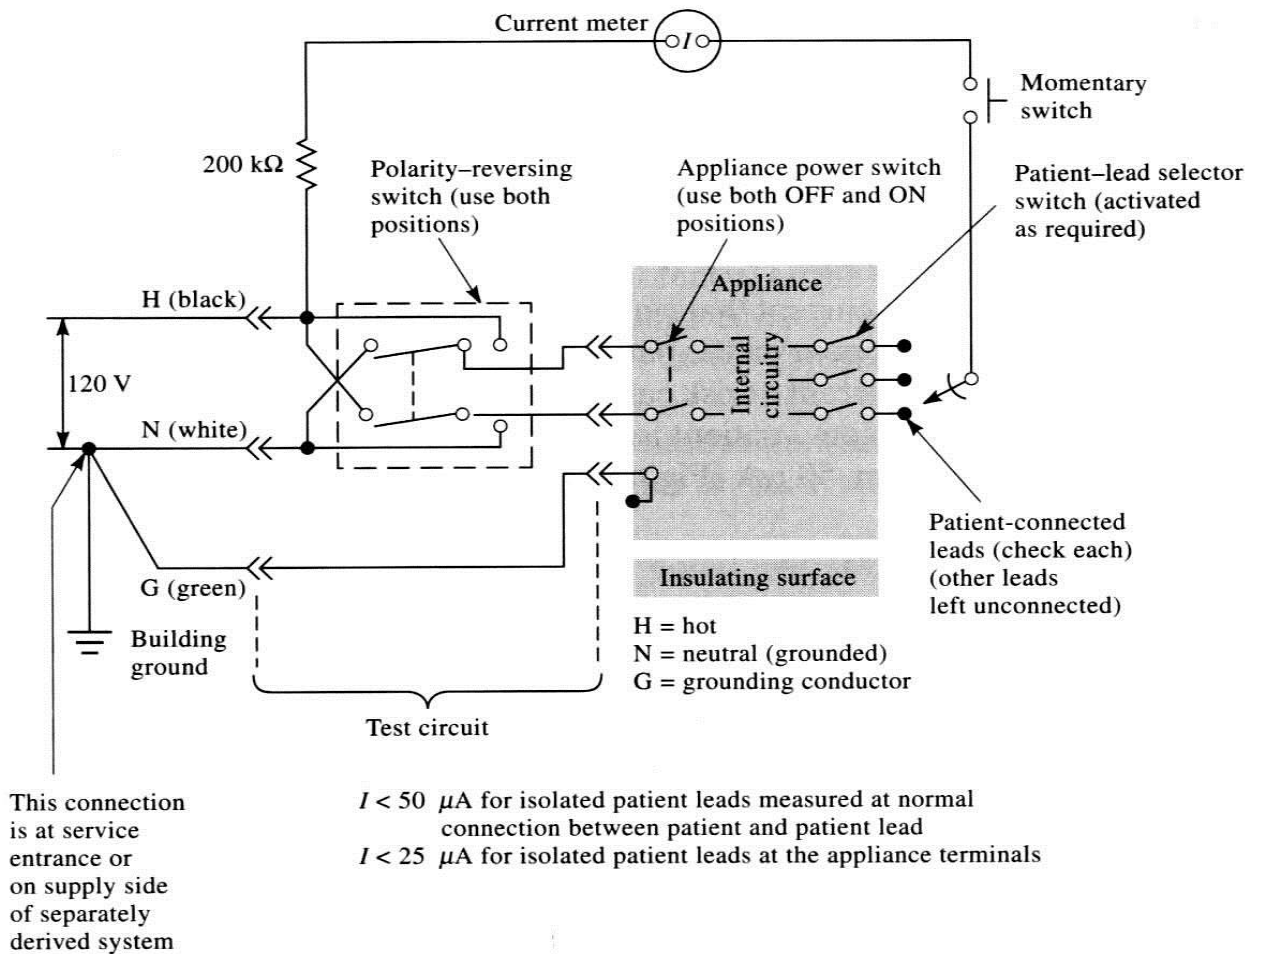 Current meter
I
Momentary
switch
200 kΩ
Polarity–reversing
switch (use both
positions)
Appliance power switch
(use both OFF and ON
positions)
Patient–lead selector
switch (activated
as required)
H (black)
Appliance
Internal
circuitry
120 V
N (white)
G (green)
Building
ground
Insulating surface
Patient-connected
leads (check each)
(other leads
left unconnected)
H = hot
N = neutral (grounded)
G = grounding conductor
Test circuit
This connection
is at service
entrance or
on supply side
of separately
derived system
I < 50 μA for isolated patient leads measured at normal
connection between patient and patient lead
I < 25 μA for isolated patient leads at the appliance terminals